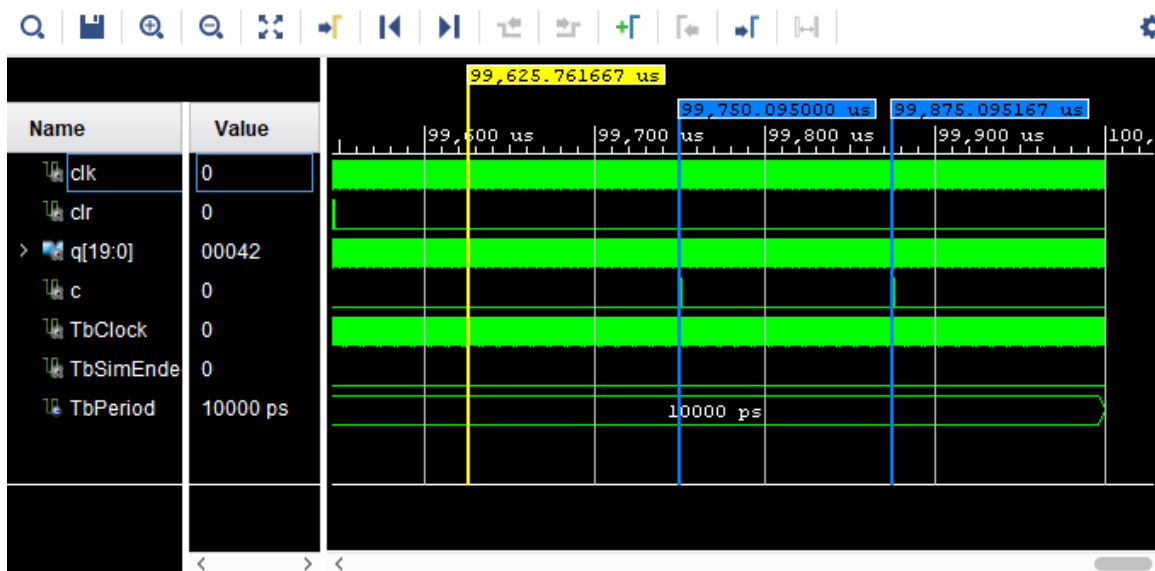 99,625.761667 us
99,750.095000 us 99,875.095167 us
Name Value
99,600 us 99,700 us 99,800 us 99,900 us 100,
clk 0
clr 0
q[19:0] 00042
c 0
TbClock 0
TbSimEnde 0
TbPeriod 10000 ps 10000 ps